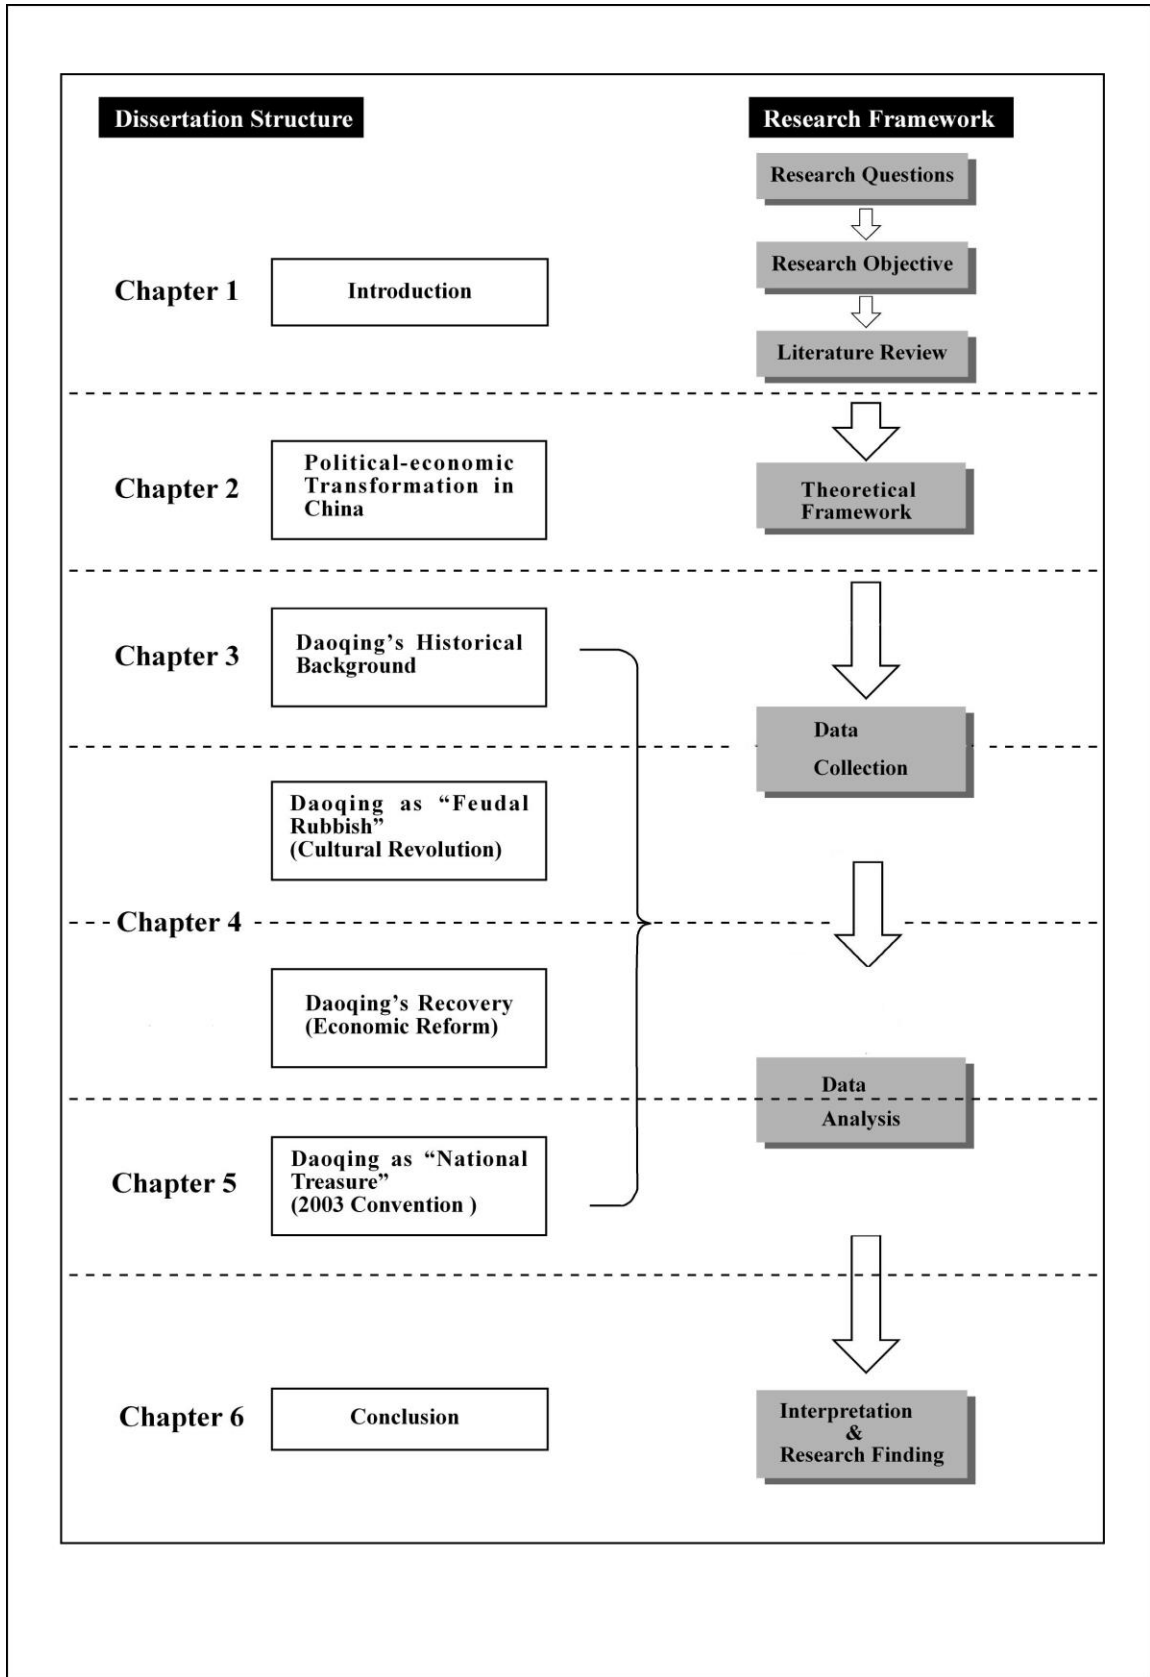 Dissertation Structure
Research Framework
Research Questions
Research Objective
Chapter 1
Introduction
Literature Review
Chapter 2
Political-economic
Transformation in
China
Theoretical
Framework
Chapter 3
Daoqing’s Historical
Background
Data
Collection
Daoqing as “Feudal
Rubbish”
(Cultural Revolution)
Chapter 4
Daoqing’s Recovery
(Economic Reform)
Data
Analysis
Chapter 5
Daoqing as “National
Treasure”
(2003 Convention )
Chapter 6
Conclusion
Interpretation
&
Research Finding